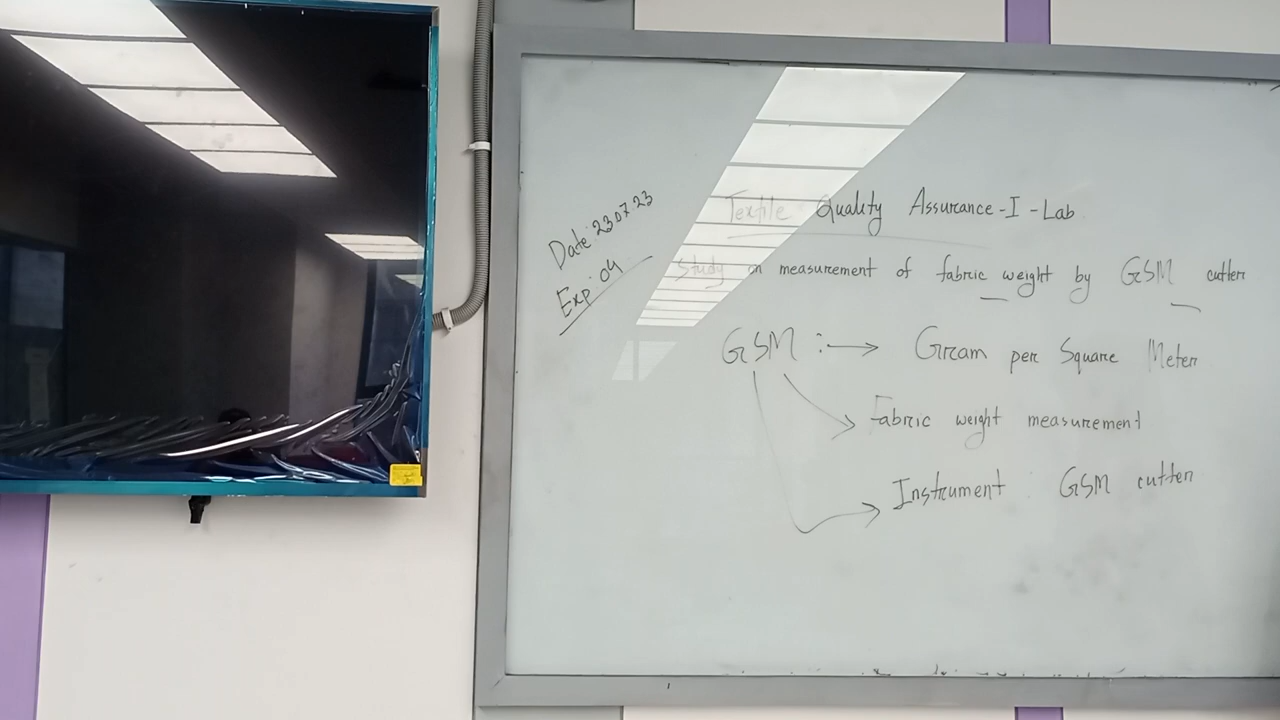 Date: 23 07 23
Exp: 04
Textile Quality Assurance-I-Lab
Study on measurement of fabric weight by GSM cutter
GSM : → Gram per Square Meter
→ Fabric weight measurement
→ Instrument : GSM cutter